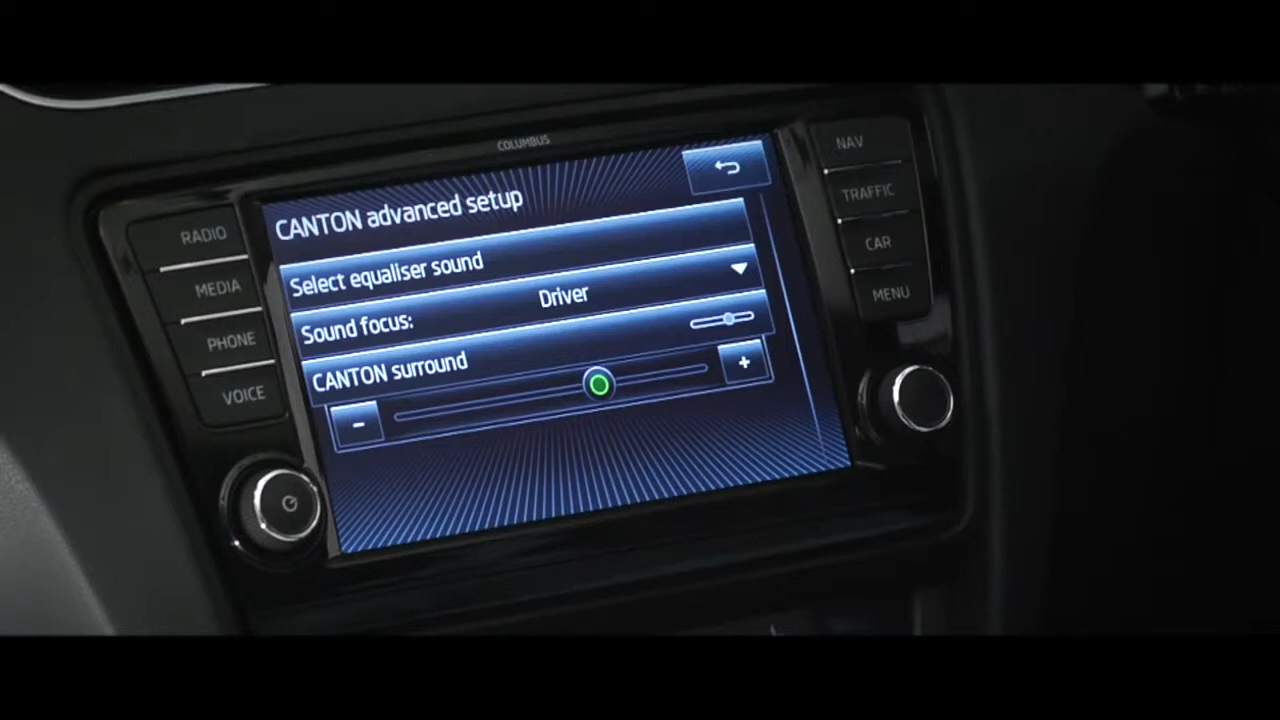 COLUMBUS
RADIO
MEDIA
PHONE
VOICE
CANTON advanced setup
Select equaliser sound
Sound focus: Driver
CANTON surround
- +
NAV
TRAFFIC
CAR
MENU